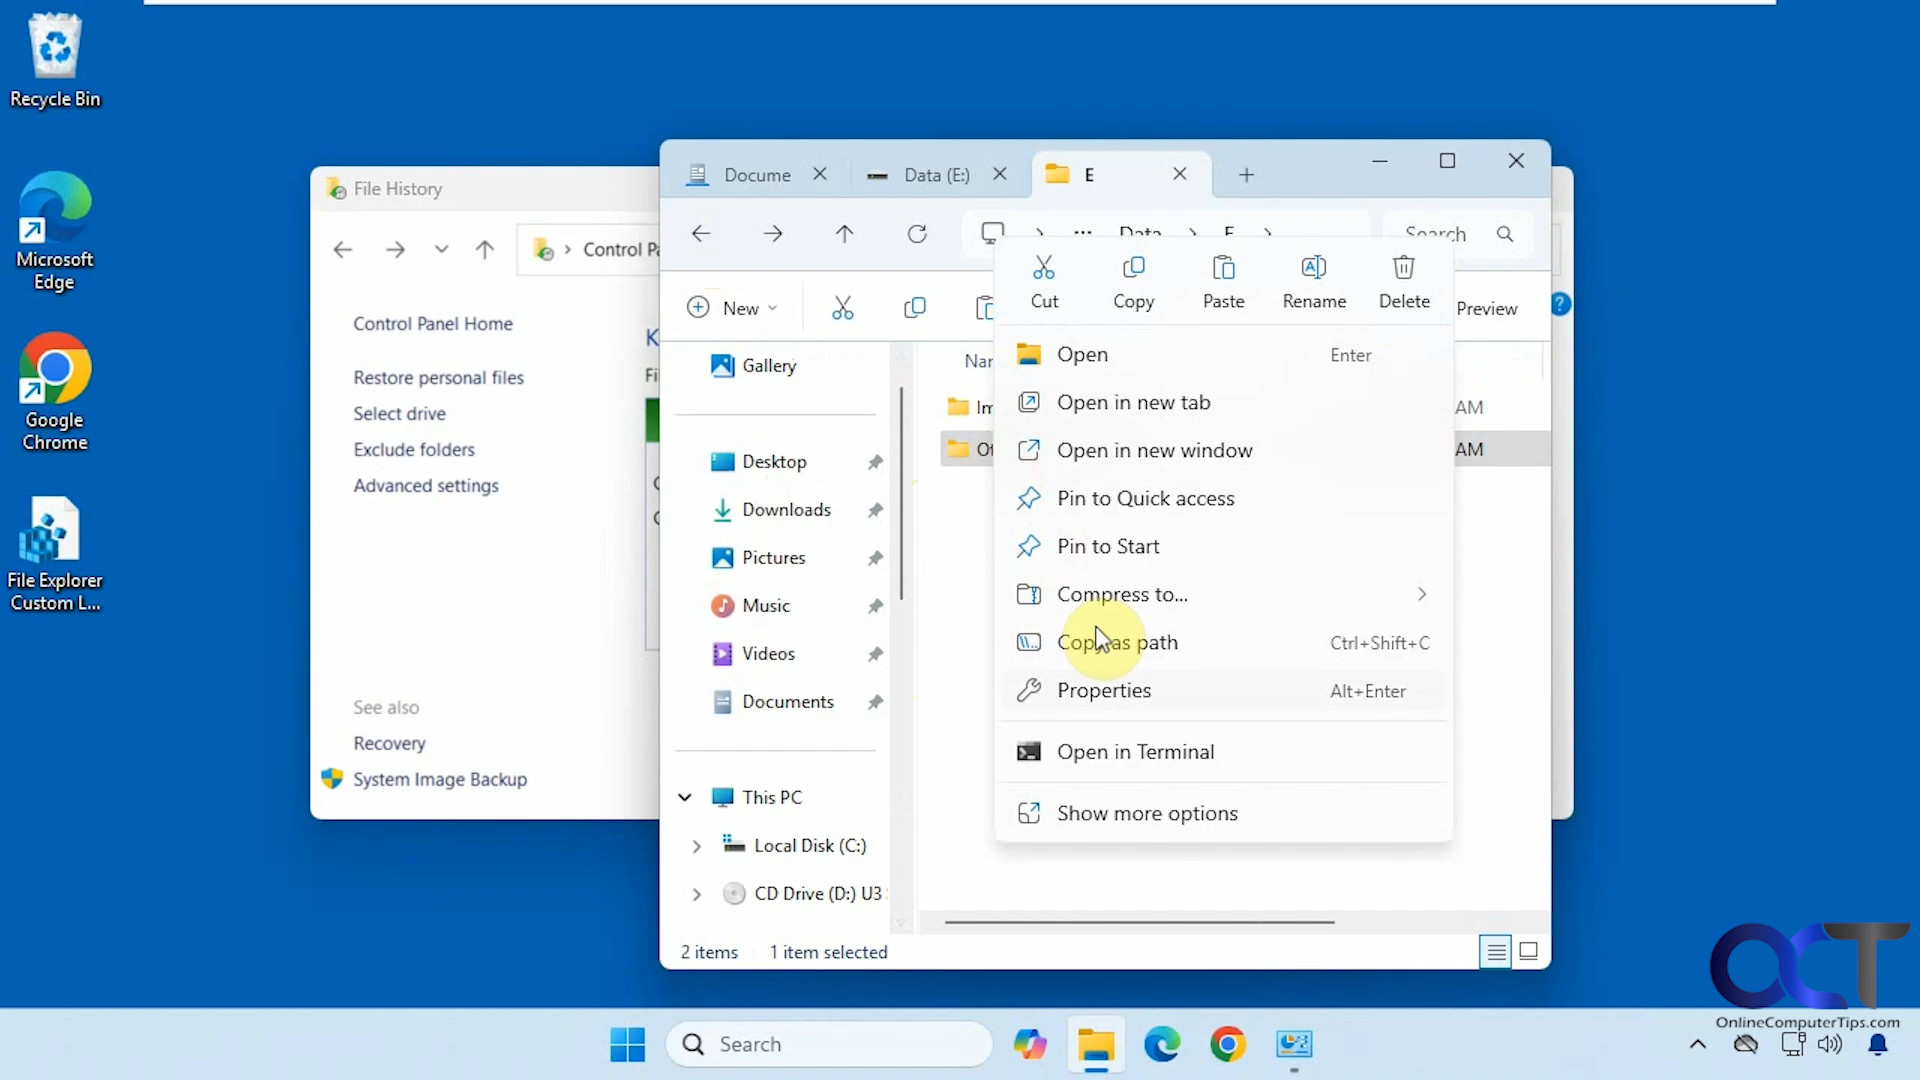 Recycle Bin
Microsoft
Edge
Google
Chrome
File Explorer
Custom L...
File History
Control Pa
Control Panel Home
Restore personal files
Select drive
Exclude folders
Advanced settings
See also
Recovery
System Image Backup
Docume
Data (E:)
E
Data
E
Search
New
Preview
Gallery
Desktop
Downloads
Pictures
Music
Videos
Documents
This PC
Local Disk (C:)
CD Drive (D:) U3
Nar
AM
AM
Cut
Copy
Paste
Rename
Delete
Open
Enter
Open in new tab
Open in new window
Pin to Quick access
Pin to Start
Compress to...
Copy as path
Ctrl+Shift+C
Properties
Alt+Enter
Open in Terminal
Show more options
2 items
1 item selected
Search
OCT
OnlineComputerTips.com